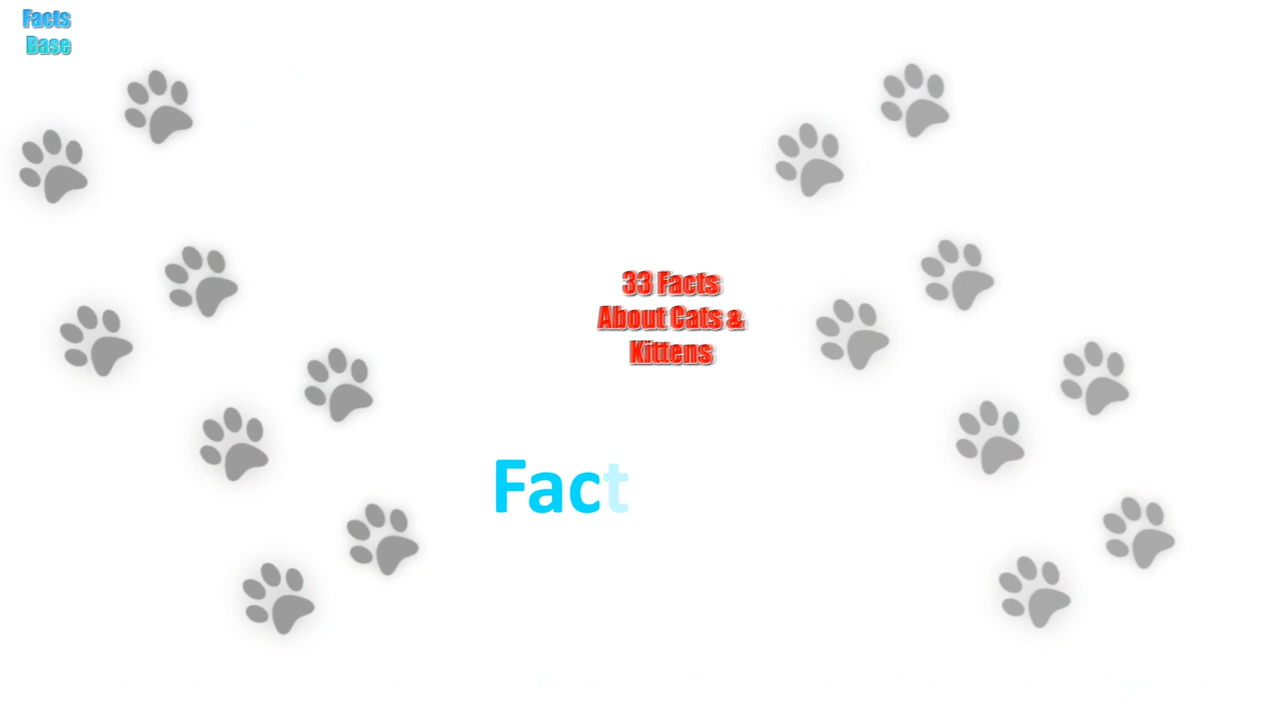 Facts
Base
33 Facts
About Cats &
Kittens
Fact